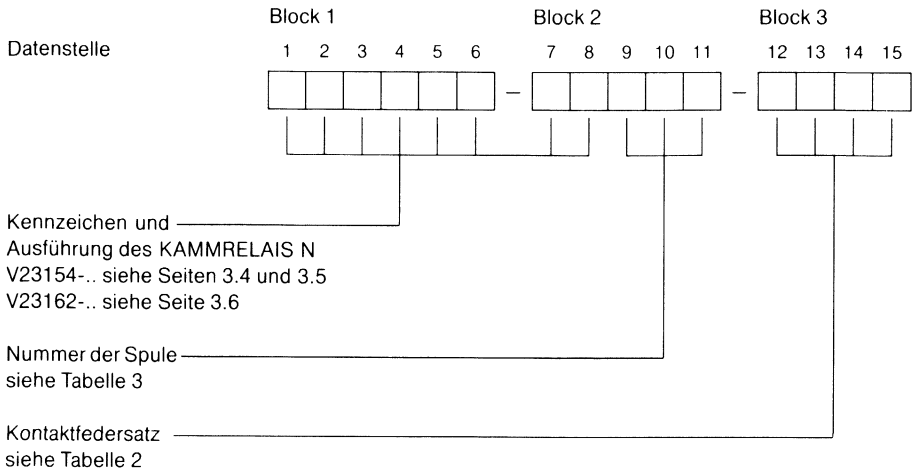 Block 1 Block 2 Block 3
Datenstelle 1 2 3 4 5 6 7 8 9 10 11 12 13 14 15
– –
Kennzeichen und
Ausführung des KAMMRELAIS N
V23154-.. siehe Seiten 3.4 und 3.5
V23162-.. siehe Seite 3.6
Nummer der Spule
siehe Tabelle 3
Kontaktfedersatz
siehe Tabelle 2